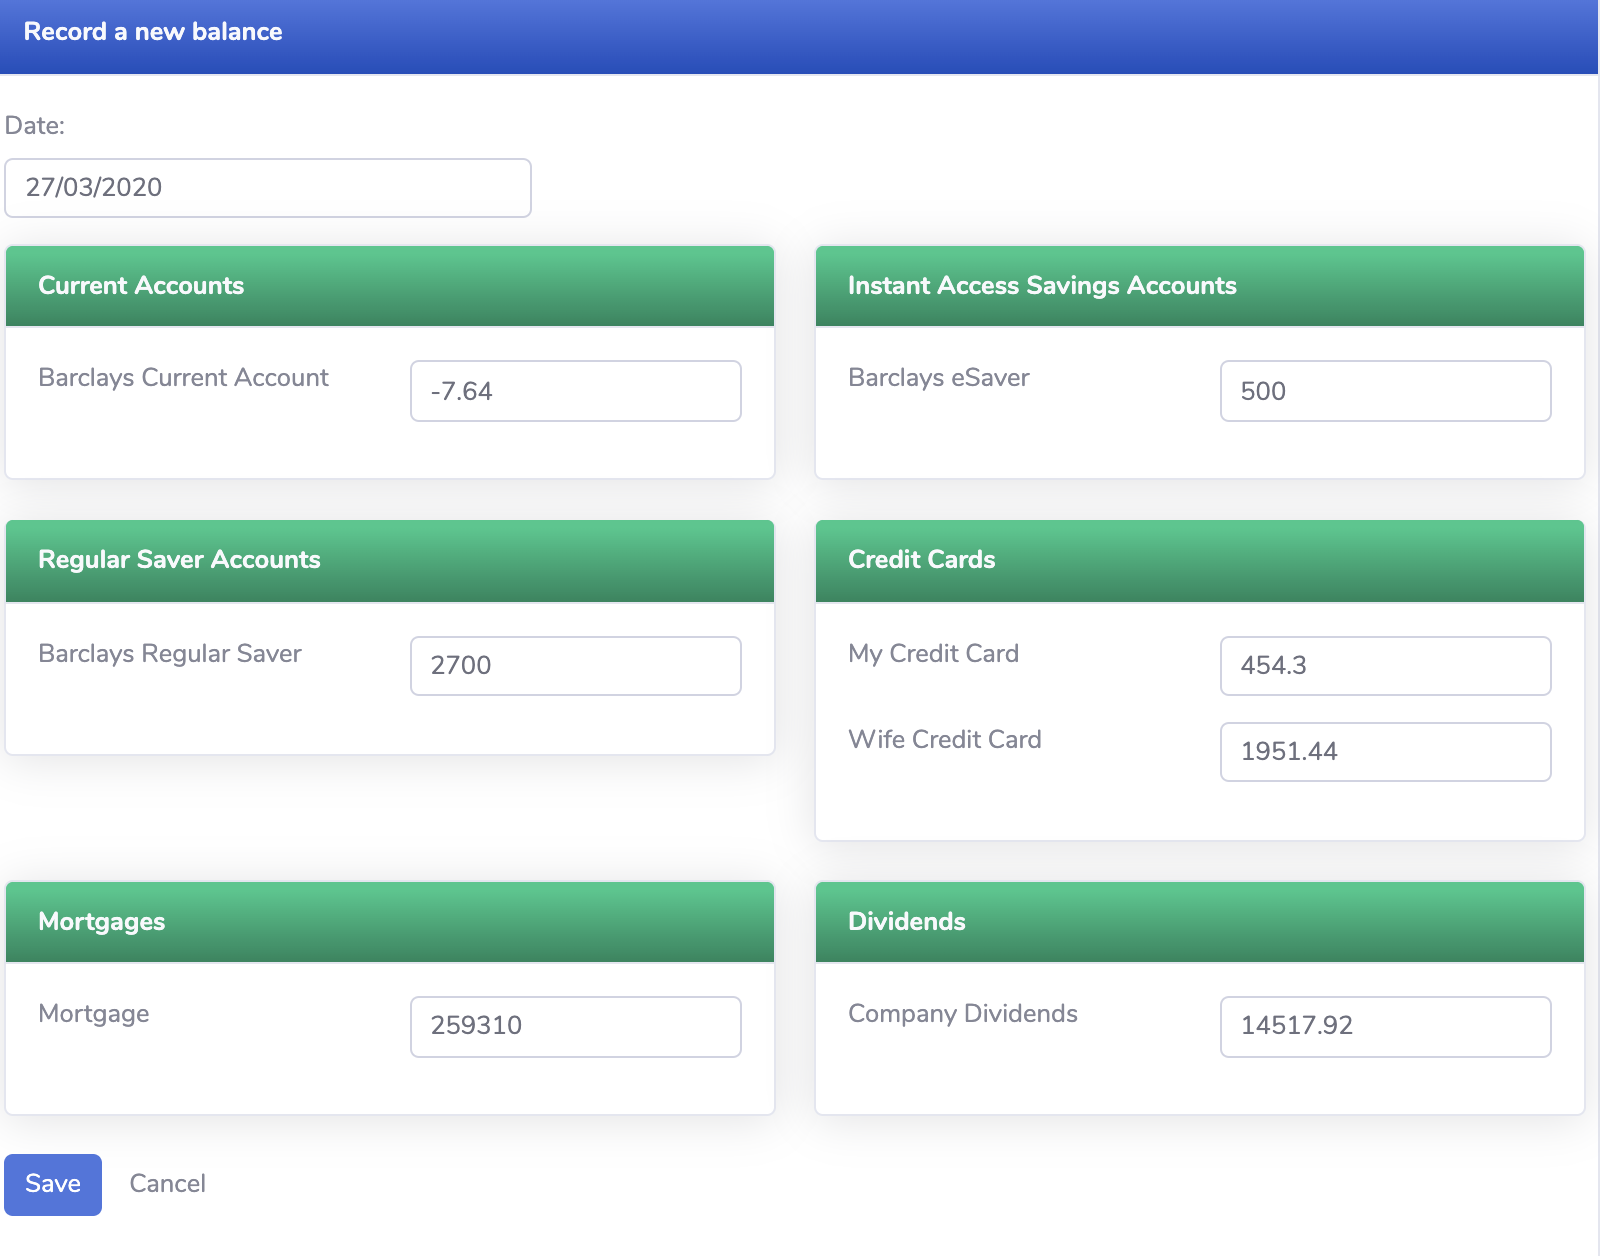 Record a new balance
Date:
27/03/2020
Current Accounts
Barclays Current Account
-7.64
Instant Access Savings Accounts
Barclays eSaver
500
Regular Saver Accounts
Barclays Regular Saver
2700
Credit Cards
My Credit Card
454.3
Wife Credit Card
1951.44
Mortgages
Mortgage
259310
Dividends
Company Dividends
14517.92
Save
Cancel